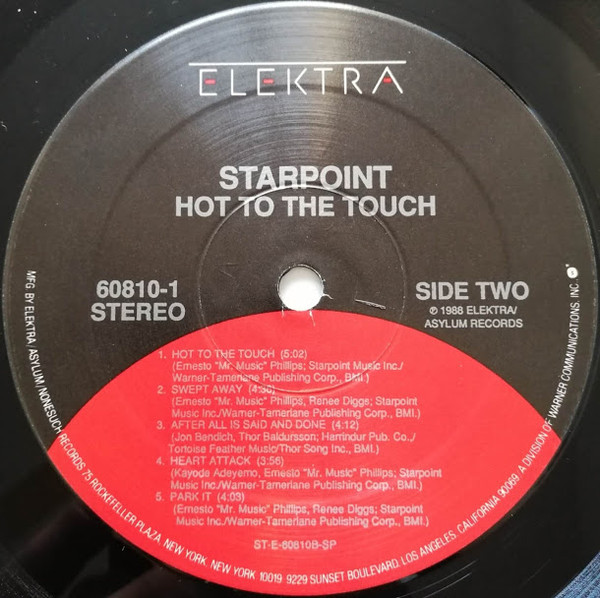 ELEKTRA
STARPOINT
HOT TO THE TOUCH
60810-1
STEREO
SIDE TWO
℗ 1988 ELEKTRA/
ASYLUM RECORDS
1. HOT TO THE TOUCH (5:02)
(Ernesto "Mr. Music" Phillips; Starpoint Music Inc./
Warner-Tamerlane Publishing Corp., BMI.)
2. SWEPT AWAY
(Ernesto "Mr. Music" Phillips, Renee Diggs; Starpoint
Music Inc./Warner-Tamerlane Publishing Corp., BMI.)
3. AFTER ALL IS SAID AND DONE (4:12)
(Jon Bendich, Thor Baldursson; Harrindur Pub. Co./
Tortoise Feather Music/Thor Song Inc., BMI.)
4. HEART ATTACK (3:56)
(Kayode Adeyemo, Ernesto "Mr. Music" Phillips; Starpoint
Music Inc./Warner-Tamerlane Publishing Corp., BMI.)
5. PARK IT (4:03)
(Ernesto "Mr. Music" Phillips, Renee Diggs; Starpoint
Music Inc./Warner-Tamerlane Publishing Corp., BMI.)
ST-E-60810B-SP
MFG. BY ELEKTRA/ASYLUM/NONESUCH RECORDS 75 ROCKEFELLER PLAZA, NEW YORK, NEW YORK 10019 9229 SUNSET BOULEVARD, LOS ANGELES, CALIFORNIA 90069 A DIVISION OF WARNER COMMUNICATIONS, INC.